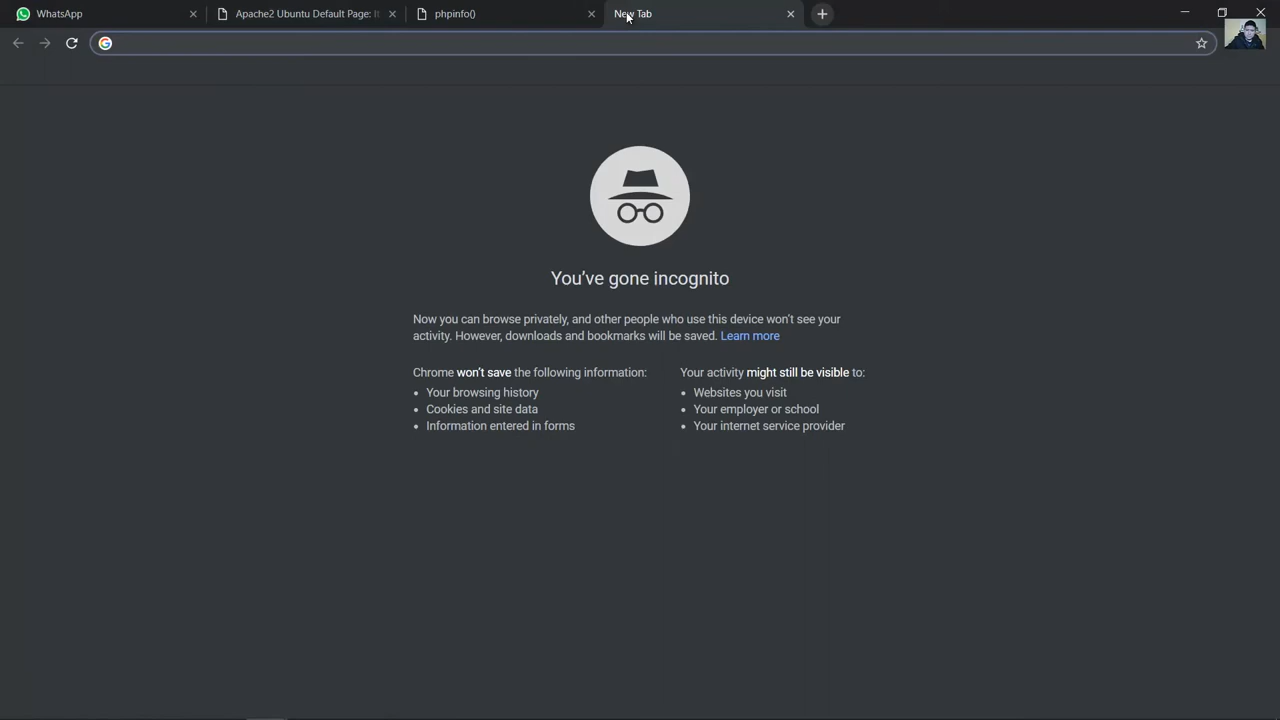 WhatsApp
Apache2 Ubuntu Default Page: It
phpinfo()
New Tab
You've gone incognito
Now you can browse privately, and other people who use this device won't see your
activity. However, downloads and bookmarks will be saved. Learn more
Chrome won't save the following information:
Your browsing history
Cookies and site data
Information entered in forms
Your activity might still be visible to:
Websites you visit
Your employer or school
Your internet service provider